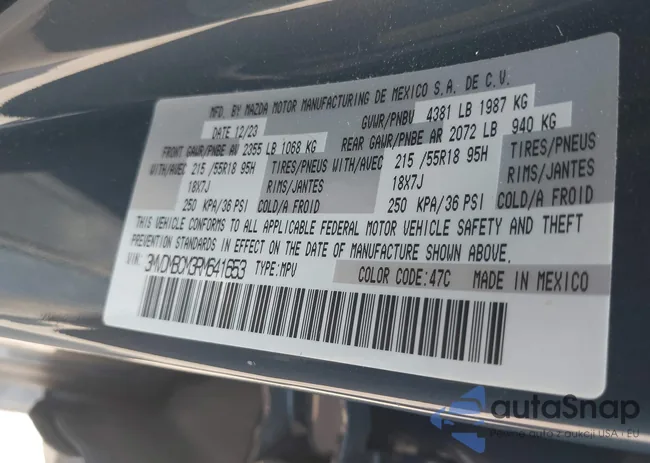 MFD. BY MAZDA MOTOR MANUFACTURING DE MEXICO S.A. DE C.V.
DATE 12/23 GVWR/PNBV 4381 LB 1987 KG
FRONT GAWR/PNBE AV 2355 LB 1068 KG REAR GAWR/PNBE AR 2072 LB 940 KG
WITH/AVEC 215 /55R18 95H TIRES/PNEUS WITH/AVEC 215 /55R18 95H TIRES/PNEUS
18X7J RIMS/JANTES 18X7J RIMS/JANTES
250 KPA/36 PSI COLD/A FROID 250 KPA/36 PSI COLD/A FROID
THIS VEHICLE CONFORMS TO ALL APPLICABLE FEDERAL MOTOR VEHICLE SAFETY AND THEFT
PREVENTION STANDARDS IN EFFECT ON THE DATE OF MANUFACTURE SHOWN ABOVE.
VIN: TYPE:MPV COLOR CODE:47C MADE IN MEXICO
autoSnap
Pewne auto z aukcji USA i EU